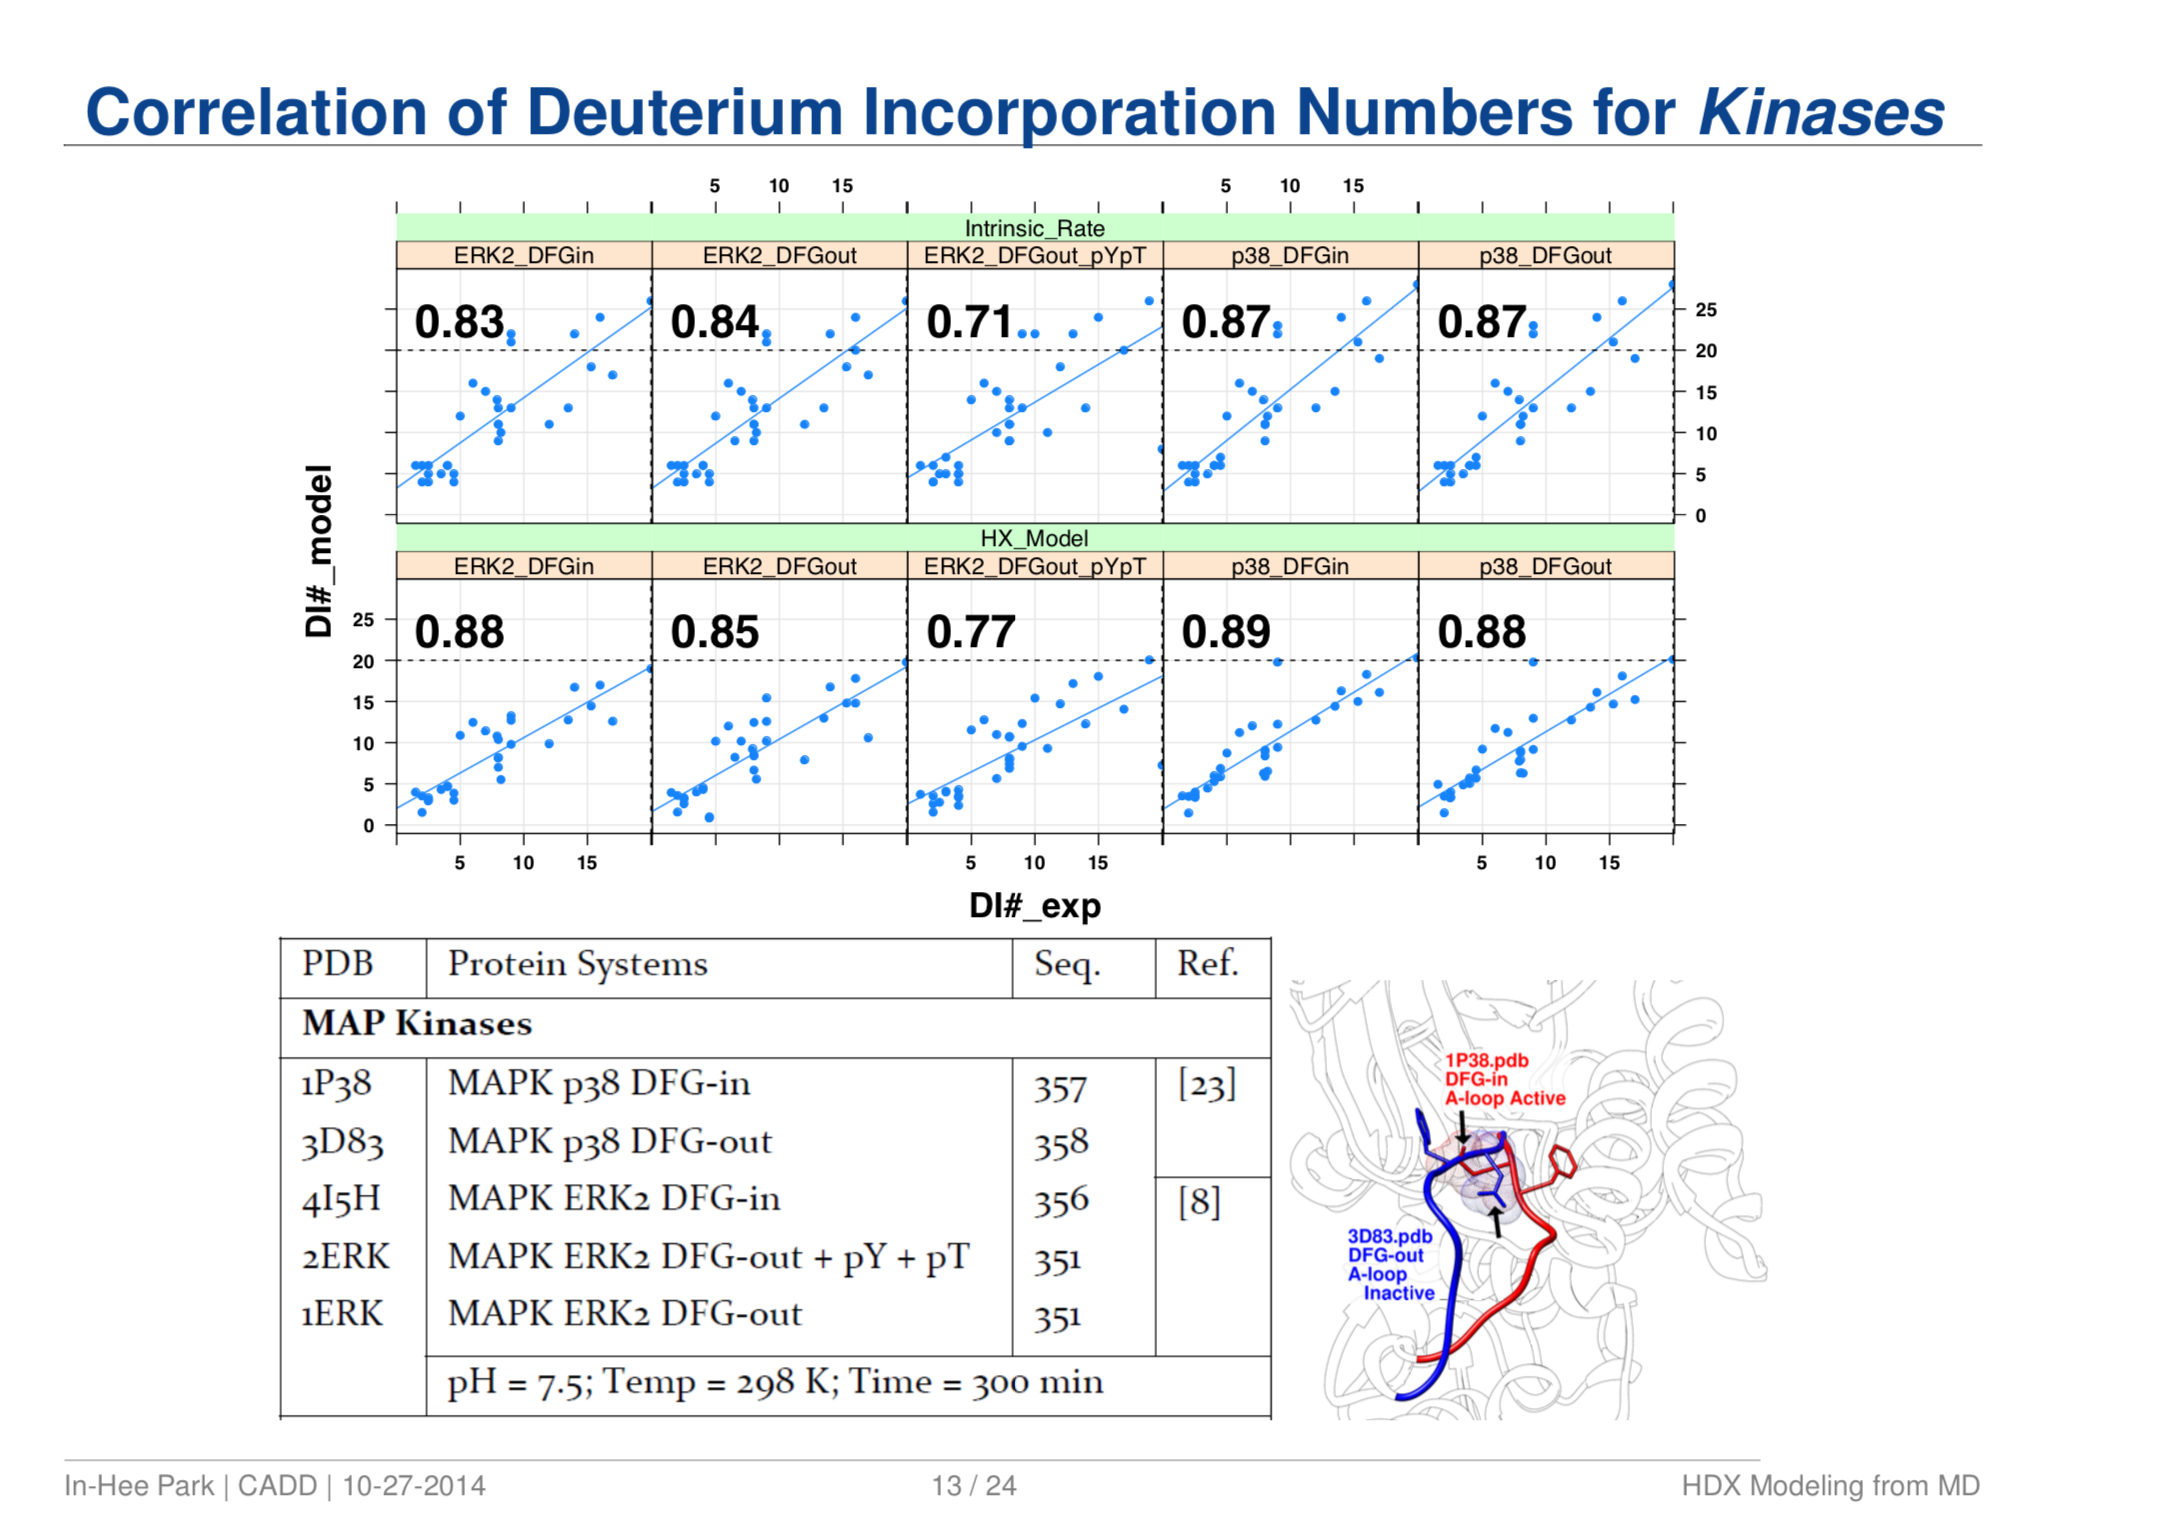 Correlation of Deuterium Incorporation Numbers for Kinases
5 10 15 5 10 15
Intrinsic_Rate
ERK2_DFGin ERK2_DFGout ERK2_DFGout_pYpT p38_DFGin p38_DFGout
0.83 0.84 0.71 0.87 0.87
25
20
15
10
5
0
DI#_model
HX_Model
ERK2_DFGin ERK2_DFGout ERK2_DFGout_pYpT p38_DFGin p38_DFGout
0.88 0.85 0.77 0.89 0.88
25
20
15
10
5
0
5 10 15 5 10 15 5 10 15
DI#_exp
PDB Protein Systems Seq. Ref.
MAP Kinases
1P38 MAPK p38 DFG-in 357 [23]
3D83 MAPK p38 DFG-out 358
4I5H MAPK ERK2 DFG-in 356 [8]
2ERK MAPK ERK2 DFG-out + pY + pT 351
1ERK MAPK ERK2 DFG-out 351
pH = 7.5; Temp = 298 K; Time = 300 min
1P38.pdb
DFG-in
A-loop Active
3D83.pdb
DFG-out
A-loop
Inactive
In-Hee Park | CADD | 10-27-2014 13 / 24 HDX Modeling from MD